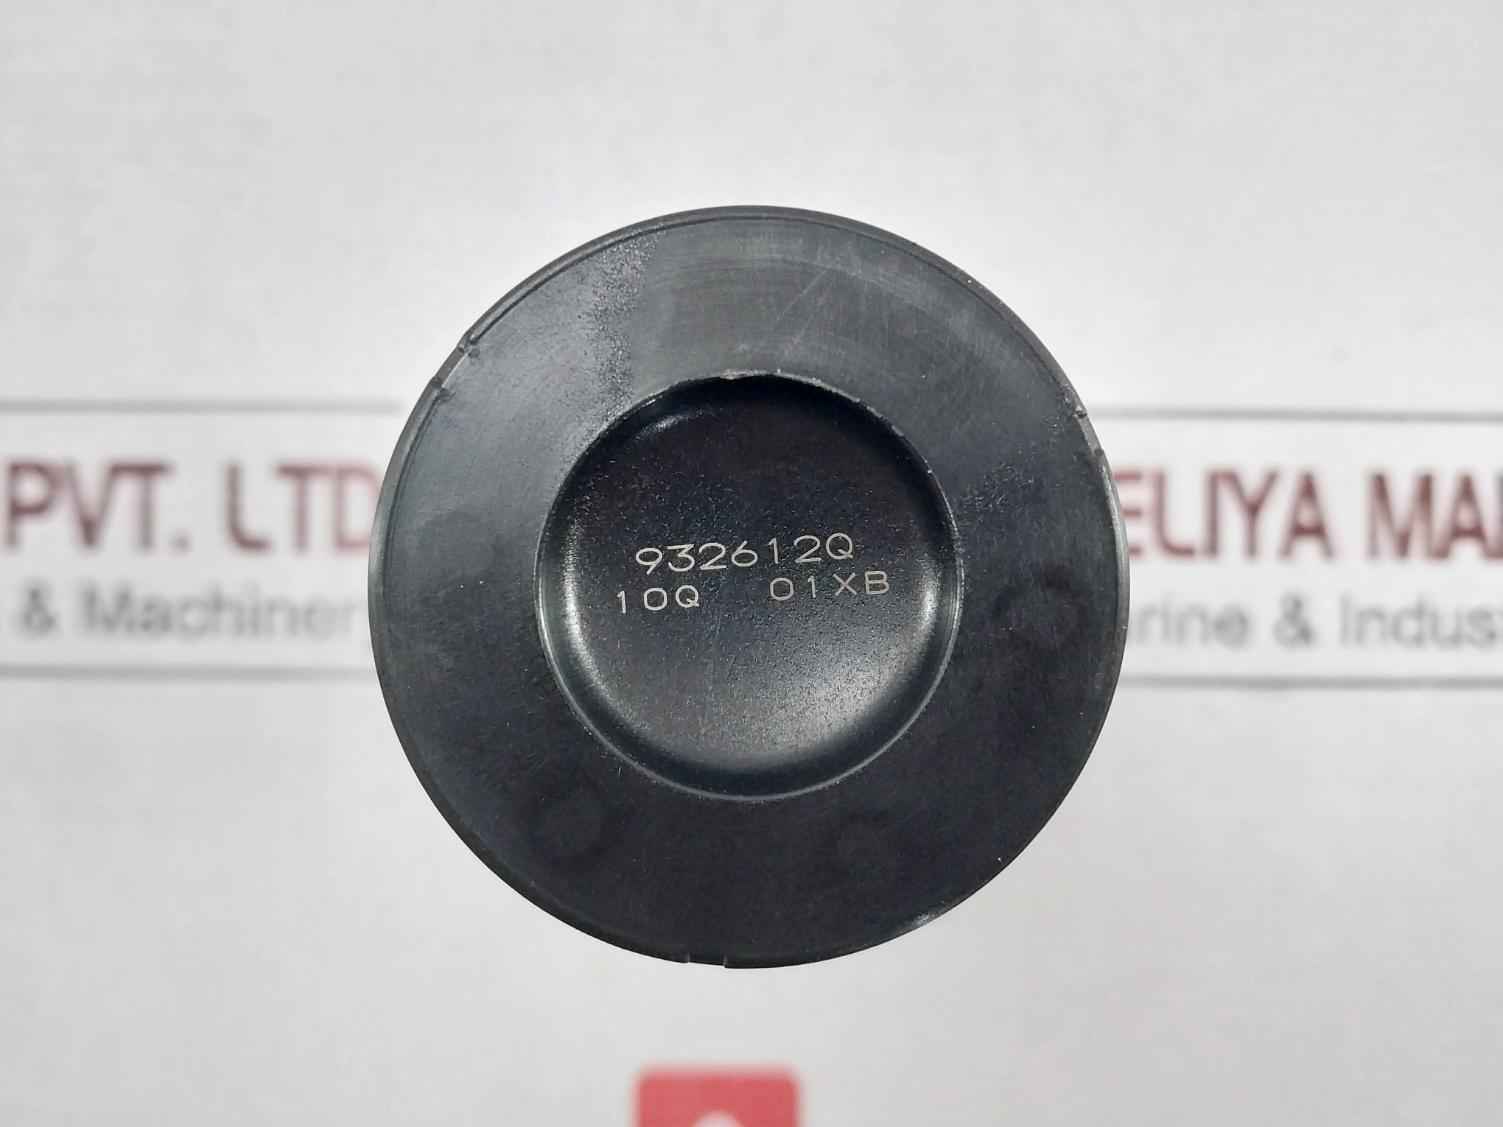 PVT. LTD
ELIYA MA
& Machiner
rine & Indus
932612Q
10Q 01XB